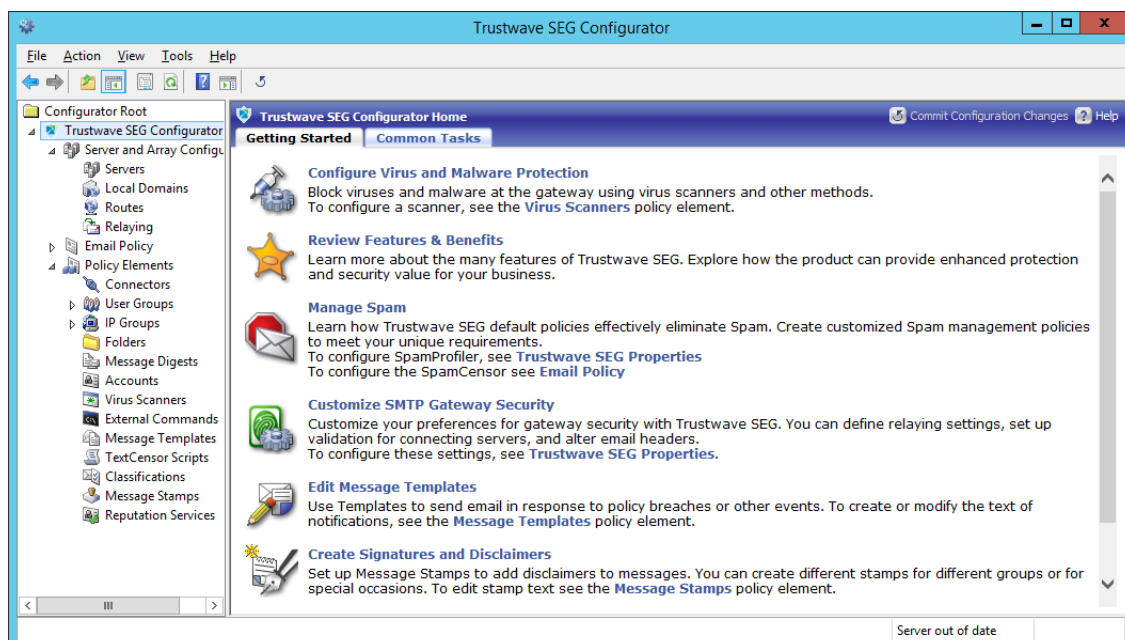 Trustwave SEG Configurator
x
File Action View Tools Help
Configurator Root
Trustwave SEG Configurator
Server and Array Configu
Servers
Local Domains
Routes
Relaying
Email Policy
Policy Elements
Connectors
User Groups
IP Groups
Folders
Message Digests
Accounts
Virus Scanners
External Commands
Message Templates
TextCensor Scripts
Classifications
Message Stamps
Reputation Services
Trustwave SEG Configurator Home
Commit Configuration Changes Help
Getting Started Common Tasks
Configure Virus and Malware Protection
Block viruses and malware at the gateway using virus scanners and other methods.
To configure a scanner, see the Virus Scanners policy element.
Review Features & Benefits
Learn more about the many features of Trustwave SEG. Explore how the product can provide enhanced protection
and security value for your business.
Manage Spam
Learn how Trustwave SEG default policies effectively eliminate Spam. Create customized Spam management policies
to meet your unique requirements.
To configure SpamProfiler, see Trustwave SEG Properties
To configure the SpamCensor see Email Policy
Customize SMTP Gateway Security
Customize your preferences for gateway security with Trustwave SEG. You can define relaying settings, set up
validation for connecting servers, and alter email headers.
To configure these settings, see Trustwave SEG Properties.
Edit Message Templates
Use Templates to send email in response to policy breaches or other events. To create or modify the text of
notifications, see the Message Templates policy element.
Create Signatures and Disclaimers
Set up Message Stamps to add disclaimers to messages. You can create different stamps for different groups or for
special occasions. To edit stamp text see the Message Stamps policy element.
Server out of date